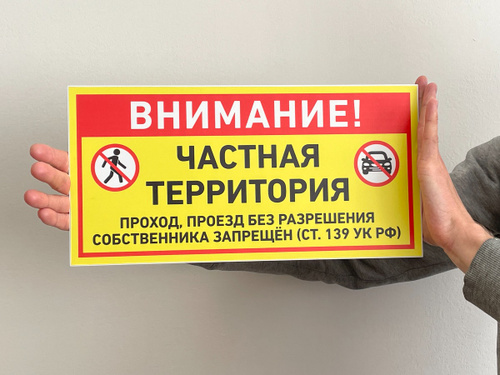 ВНИМАНИЕ!
ЧАСТНАЯ
ТЕРРИТОРИЯ
ПРОХОД, ПРОЕЗД БЕЗ РАЗРЕШЕНИЯ
СОБСТВЕННИКА ЗАПРЕЩЁН (СТ. 139 УК РФ)